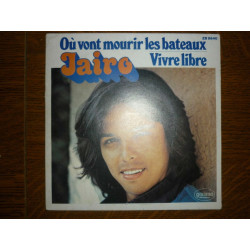 Où vont mourir les bateaux
Jairo
Vivre libre